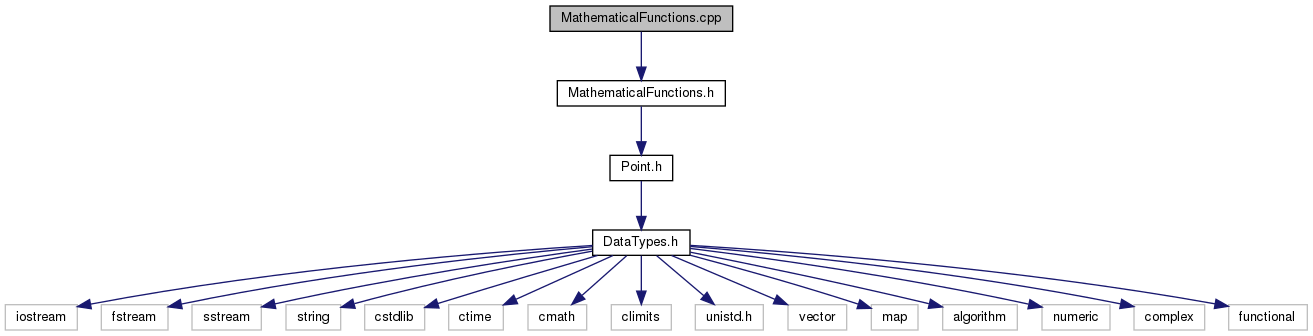 MathematicalFunctions.cpp
MathematicalFunctions.h
Point.h
DataTypes.h
iostream
fstream
sstream
string
cstdlib
ctime
cmath
climits
unistd.h
vector
map
algorithm
numeric
complex
functional